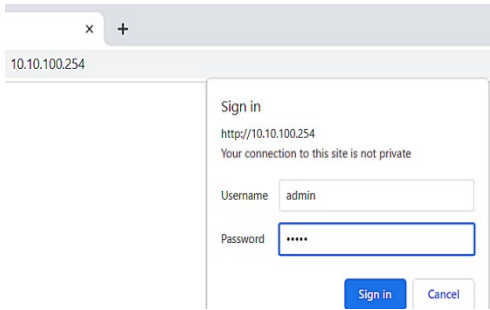 10.10.100.254
Sign in
http://10.10.100.254
Your connection to this site is not private
Username admin
Password •••••
Sign in Cancel